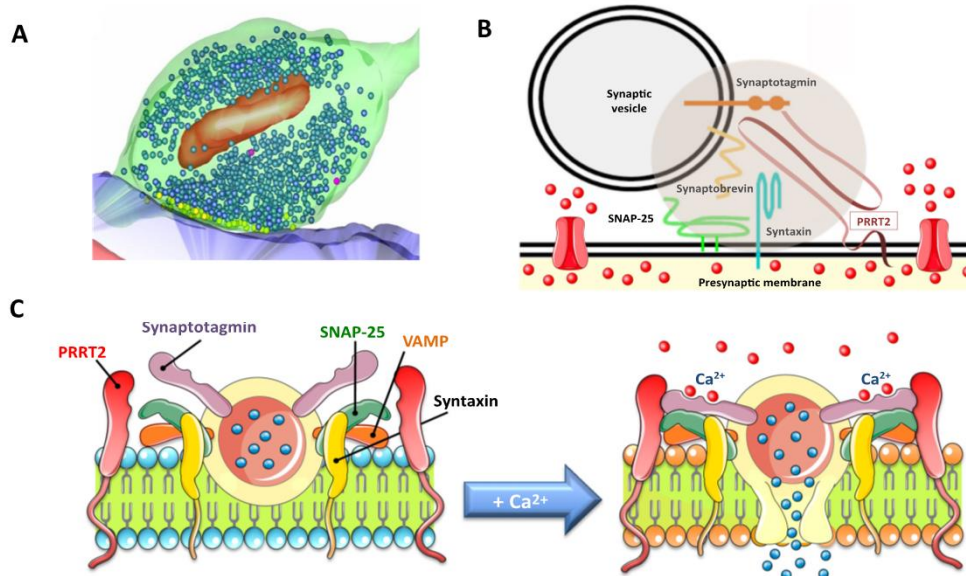 A
B
Synaptotagmin
Synaptic
vesicle
Synaptobrevin
SNAP-25
Syntaxin
PRRT2
Presynaptic membrane
C
Synaptotagmin
SNAP-25
VAMP
PRRT2
Syntaxin
Ca²⁺
Ca²⁺
+ Ca²⁺